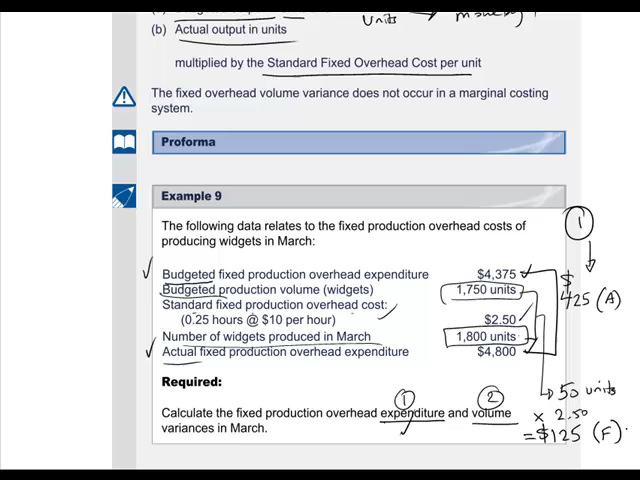 units
(b) Actual output in units
multiplied by the Standard Fixed Overhead Cost per unit
The fixed overhead volume variance does not occur in a marginal costing
system.
Proforma
Example 9
1
The following data relates to the fixed production overhead costs of
producing widgets in March:
Budgeted fixed production overhead expenditure $4,375
$
425 (A)
Budgeted production volume (widgets) 1,750 units
Standard fixed production overhead cost:
(0.25 hours @ $10 per hour) $2.50
Number of widgets produced in March 1,800 units
Actual fixed production overhead expenditure $4,800
Required:
50 units
1 2
× 2.50
Calculate the fixed production overhead expenditure and volume
variances in March.
= $125 (F)